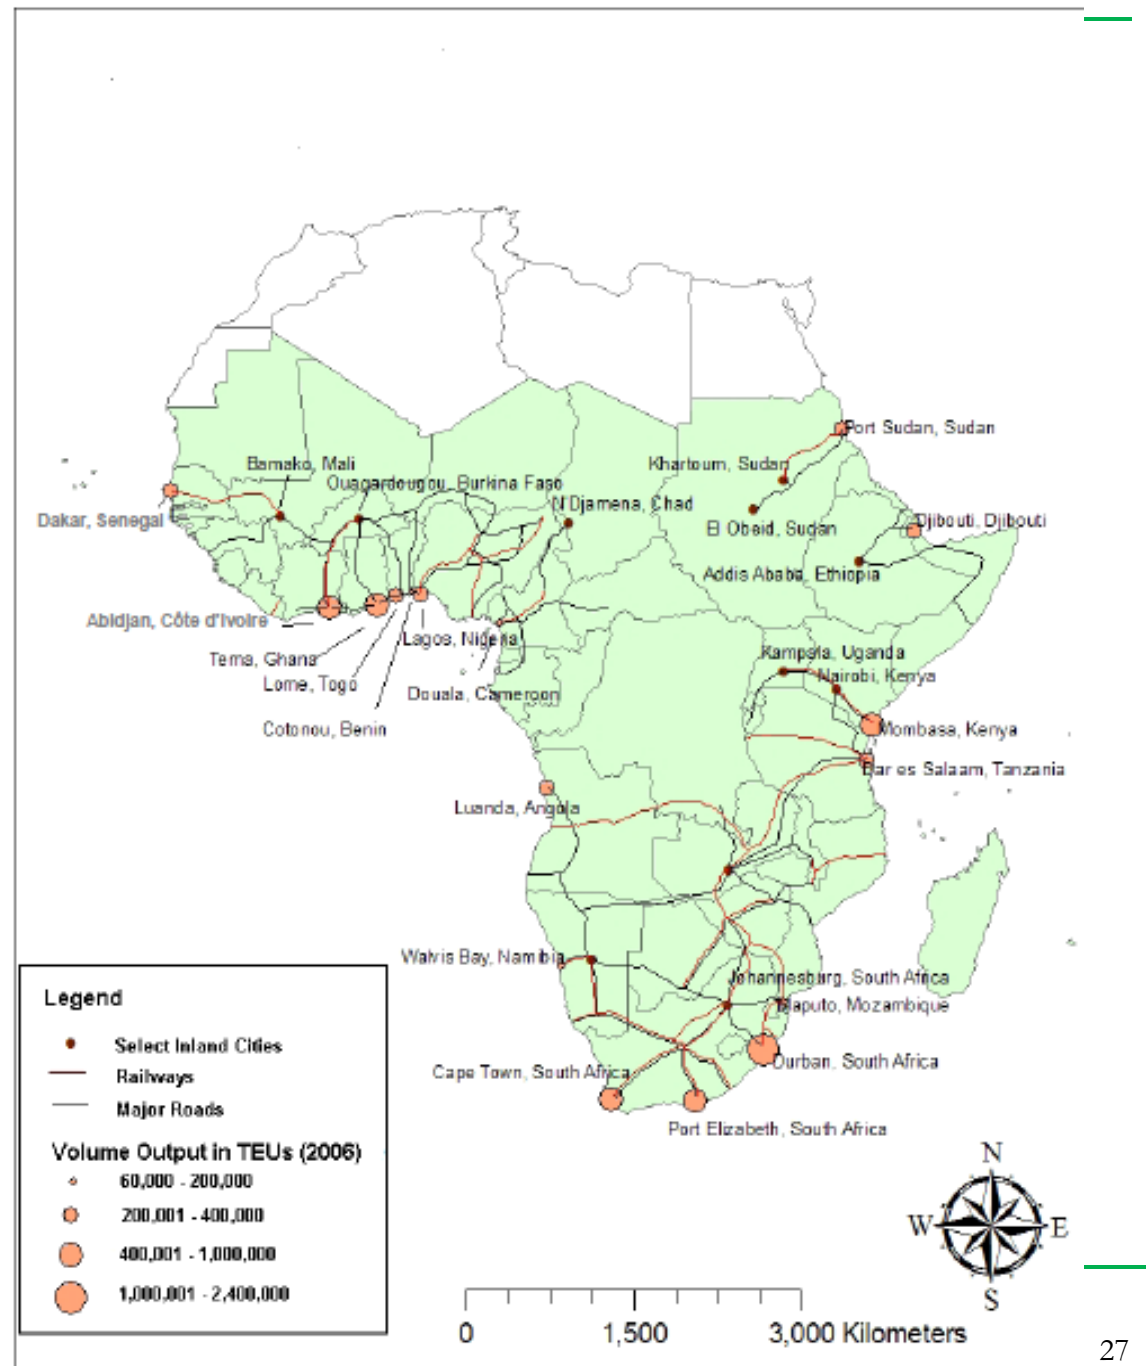 Port Sudan, Sudan
Bamako, Mali
Khartoum, Sudan
Ouagardougou, Burkina Faso
N'Djamena, Chad
Dakar, Senegal
Djibouti, Djibouti
El Obeid, Sudan
Addis Ababa, Ethiopia
Abidjan, Côte d'Ivoire
Lagos, Nigeria
Tema, Ghana
Kampala, Uganda
Nairobi, Kenya
Lome, Togo
Douala, Cameroon
Cotonou, Benin
Mombasa, Kenya
Dar es Salaam, Tanzania
Luanda, Angola
Walvis Bay, Namibia
Johannesburg, South Africa
Maputo, Mozambique
Durban, South Africa
Cape Town, South Africa
Port Elizabeth, South Africa
Legend
Select Inland Cities
Railways
Major Roads
Volume Output in TEUs (2006)
60,000 - 200,000
200,001 - 400,000
400,001 - 1,000,000
1,000,001 - 2,400,000
N
W E
S
0 1,500 3,000 Kilometers
27